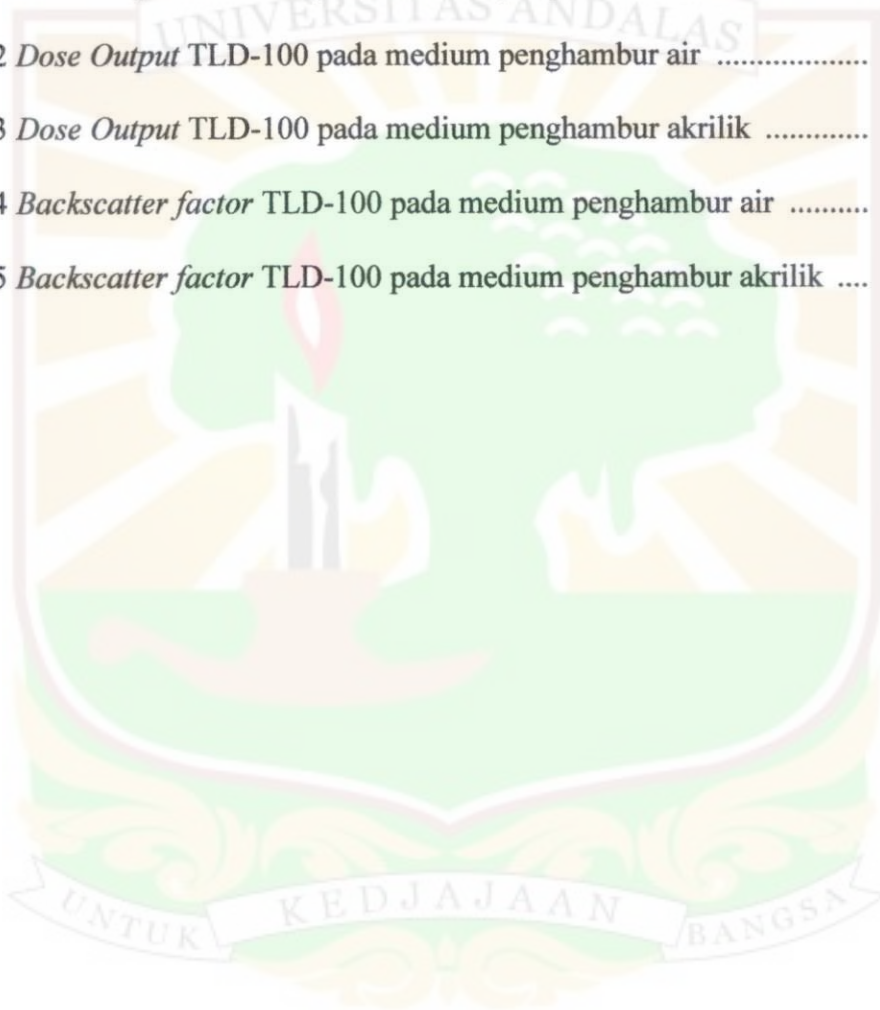 UNIVERSITAS ANDALAS
2 Dose Output TLD-100 pada medium penghambur air ..................
3 Dose Output TLD-100 pada medium penghambur akrilik .............
4 Backscatter factor TLD-100 pada medium penghambur air ..........
5 Backscatter factor TLD-100 pada medium penghambur akrilik ....
UNTUK KEDJAJAAN BANGSA